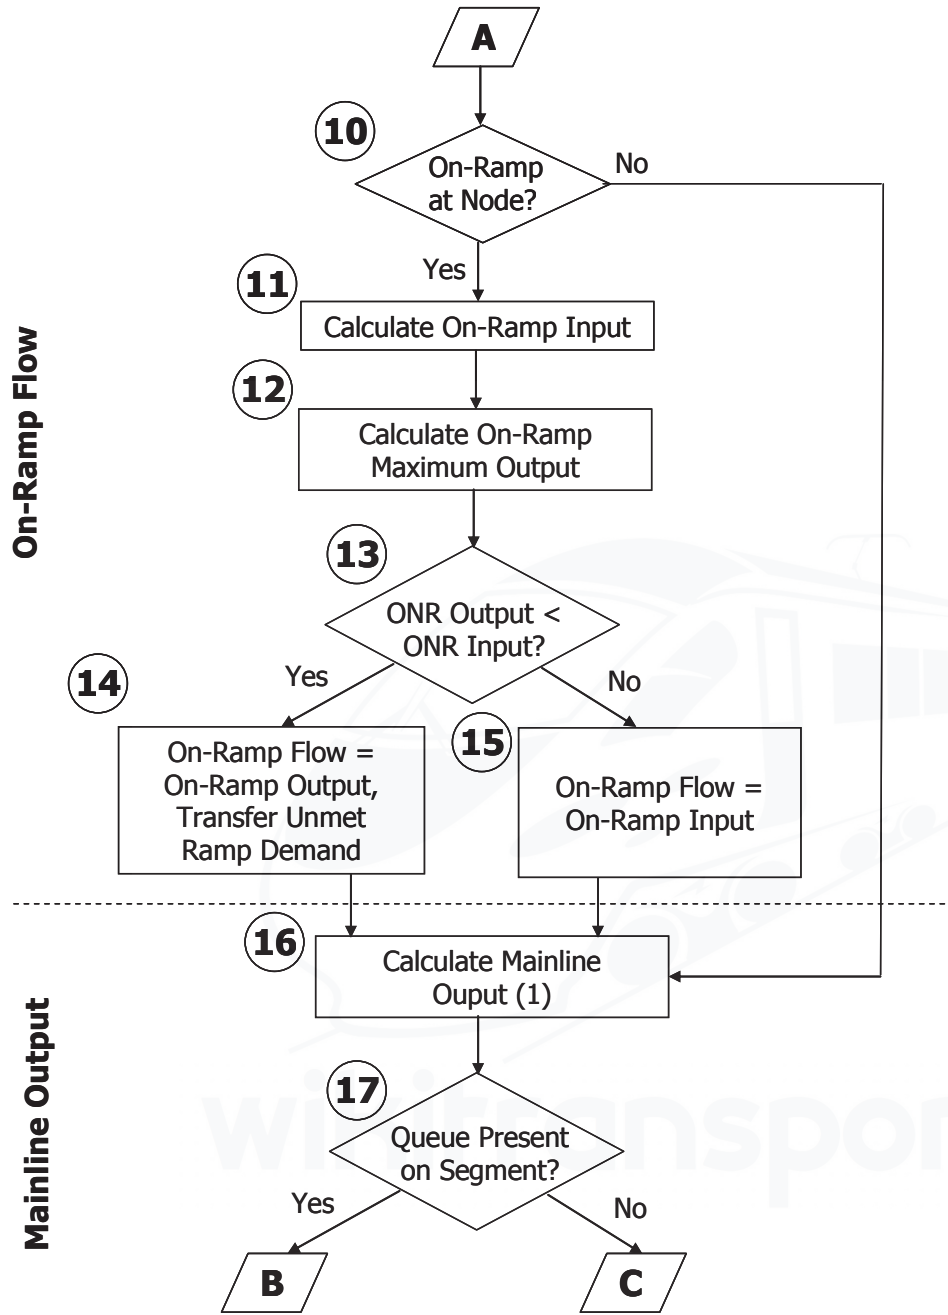 A
10
On-Ramp
at Node?
No
Yes
11
Calculate On-Ramp Input
12
Calculate On-Ramp
Maximum Output
On-Ramp Flow
13
ONR Output <
ONR Input?
Yes
No
14
On-Ramp Flow =
On-Ramp Output,
Transfer Unmet
Ramp Demand
15
On-Ramp Flow =
On-Ramp Input
16
Calculate Mainline
Ouput (1)
Mainline Output
17
Queue Present
on Segment?
Yes
No
B
C
wikitranspor